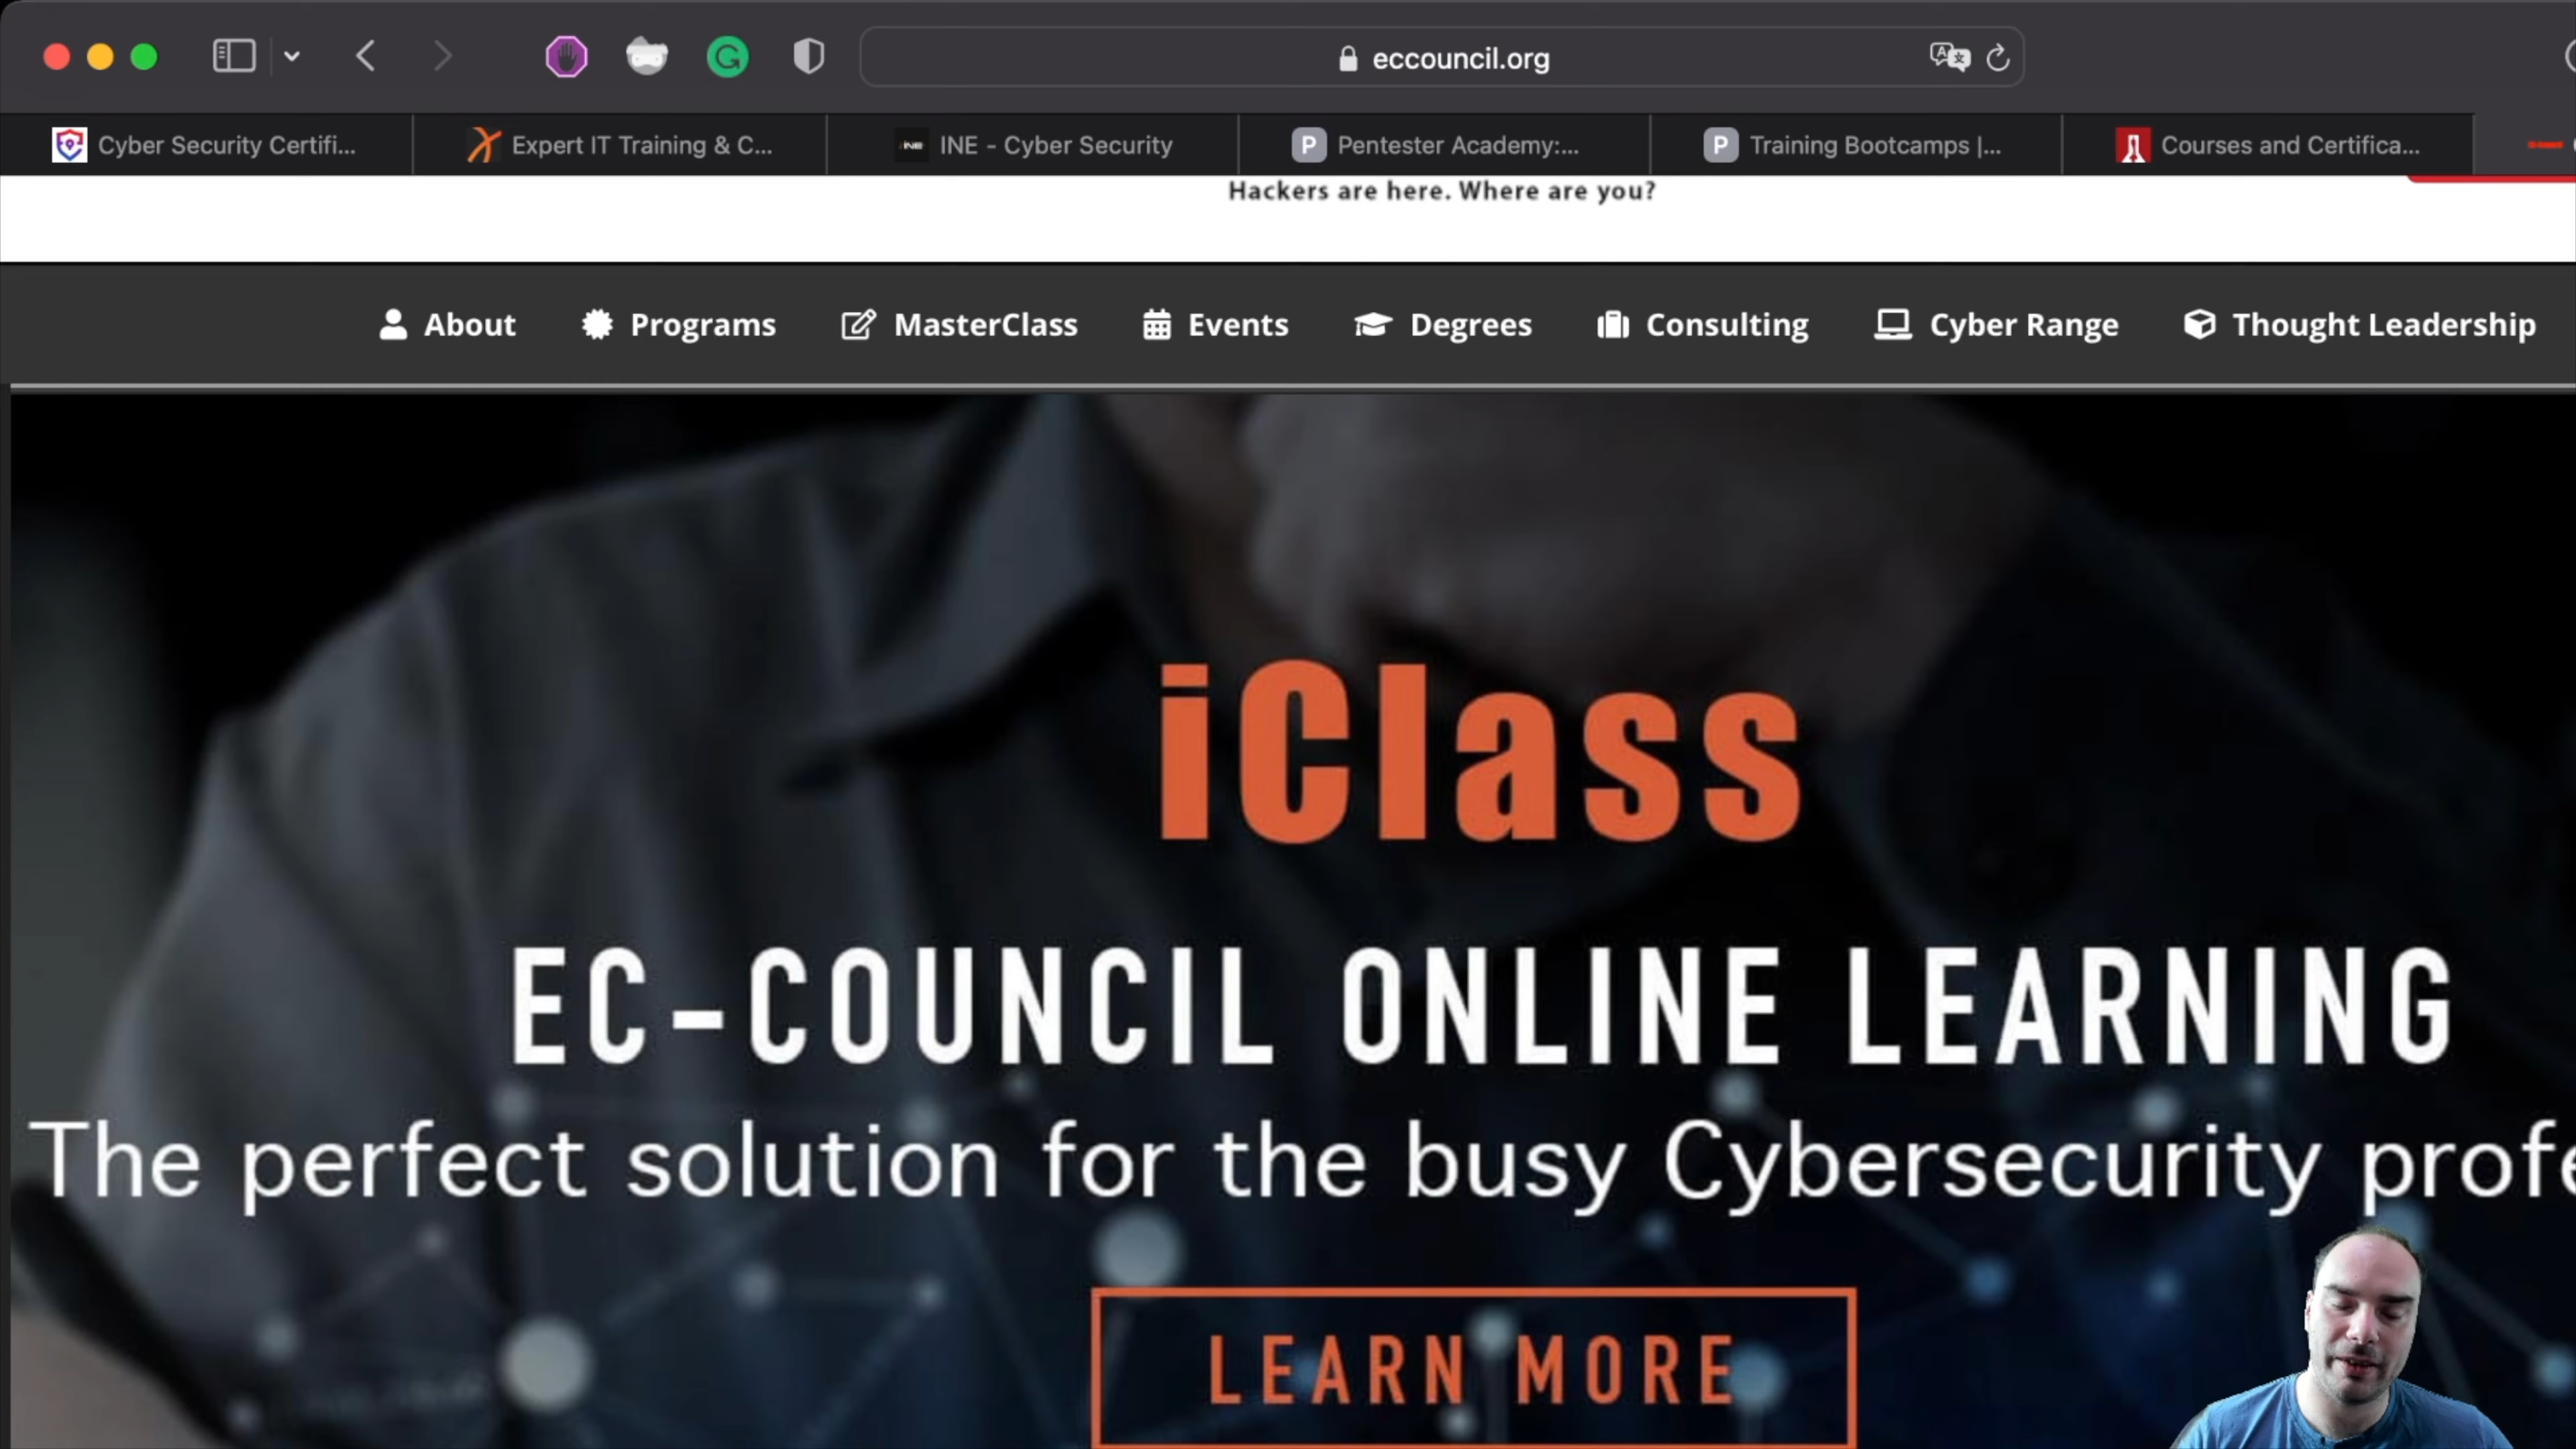 eccouncil.org
Cyber Security Certifi...
Expert IT Training & C...
INE - Cyber Security
P Pentester Academy:...
P Training Bootcamps |...
Courses and Certifica...
Hackers are here. Where are you?
About Programs MasterClass Events Degrees Consulting Cyber Range Thought Leadership
iClass
EC-COUNCIL ONLINE LEARNING
The perfect solution for the busy Cybersecurity profe
LEARN MORE